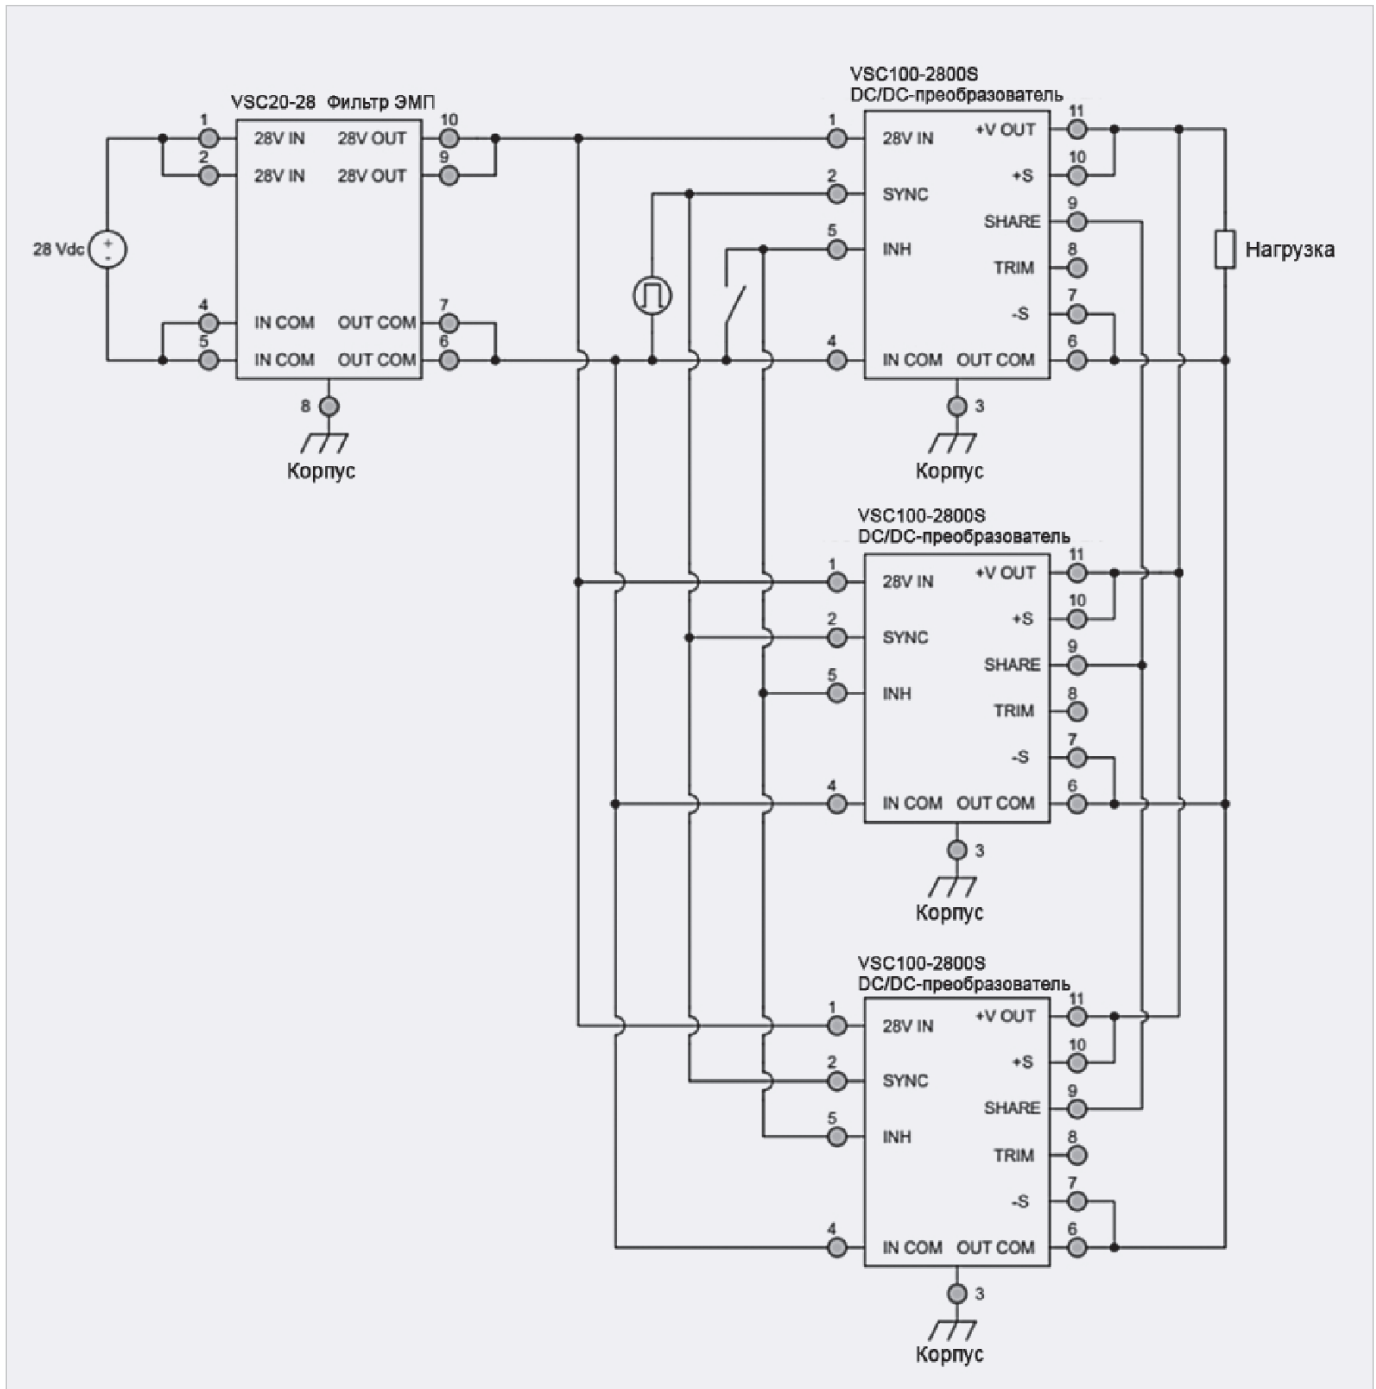 VSC20-28 Фильтр ЭМП
1 28V IN 28V OUT 10
2 28V IN 28V OUT 9
28 Vdc
+
-
4 IN COM OUT COM 7
5 IN COM OUT COM 6
8
Корпус
VSC100-2800S
DC/DC-преобразователь
1 28V IN +V OUT 11
+S 10
2 SYNC
SHARE 9
5 INH
TRIM 8
-S 7
4 IN COM OUT COM 6
3
Корпус
Нагрузка
VSC100-2800S
DC/DC-преобразователь
1 28V IN +V OUT 11
+S 10
2 SYNC
SHARE 9
5 INH
TRIM 8
-S 7
4 IN COM OUT COM 6
3
Корпус
VSC100-2800S
DC/DC-преобразователь
1 28V IN +V OUT 11
+S 10
2 SYNC
SHARE 9
5 INH
TRIM 8
-S 7
4 IN COM OUT COM 6
3
Корпус